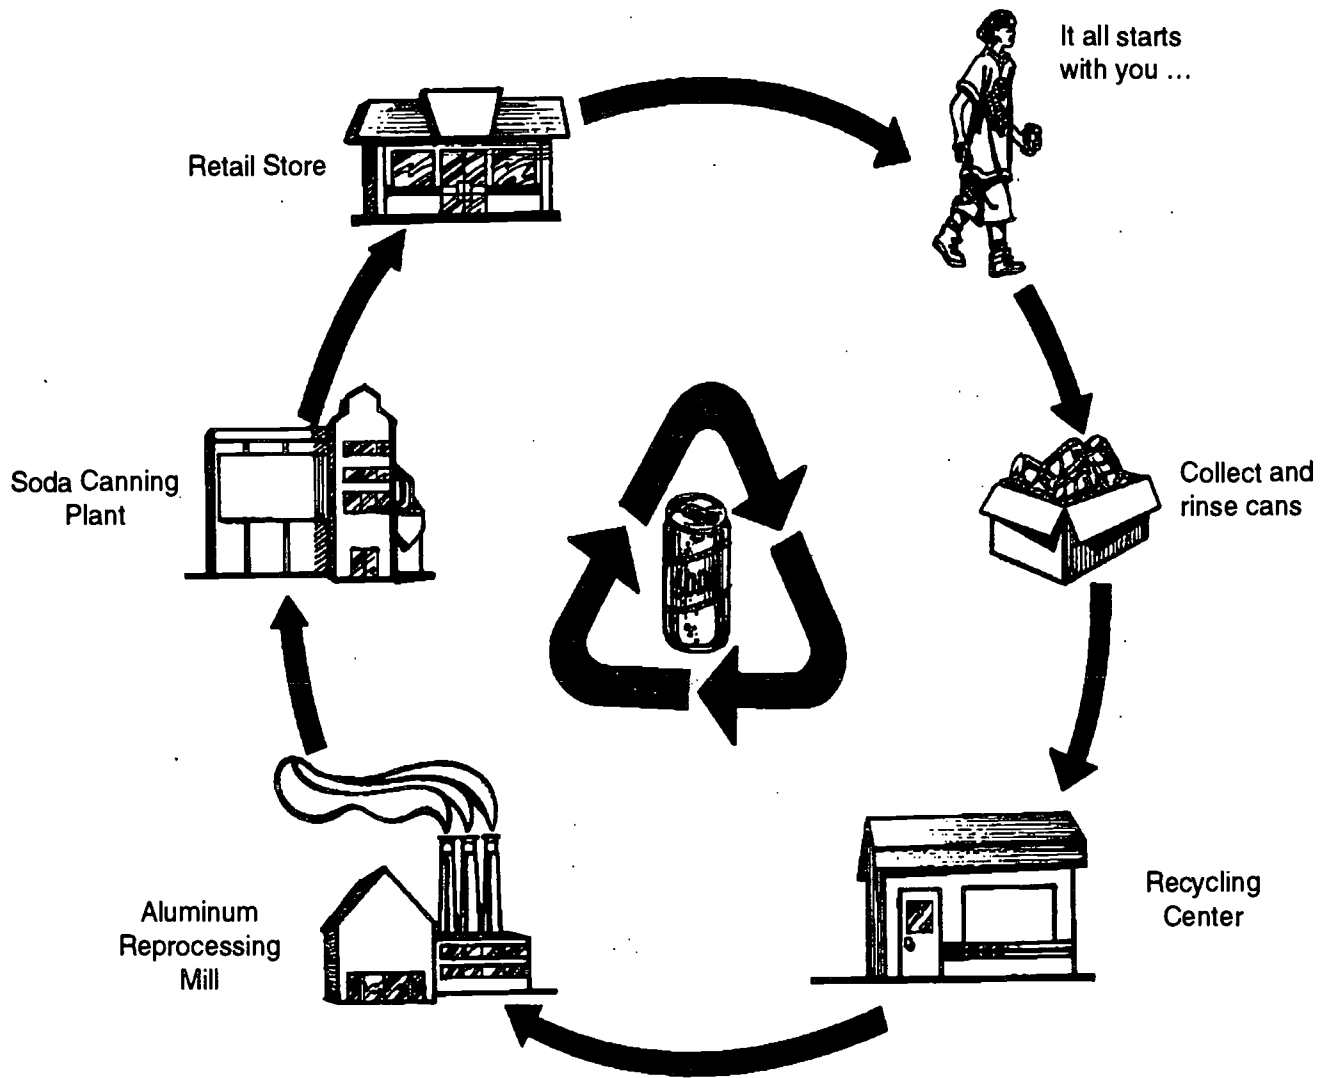 It all starts
with you ...
Retail Store
Collect and
rinse cans
Soda Canning
Plant
Recycling
Center
Aluminum
Reprocessing
Mill